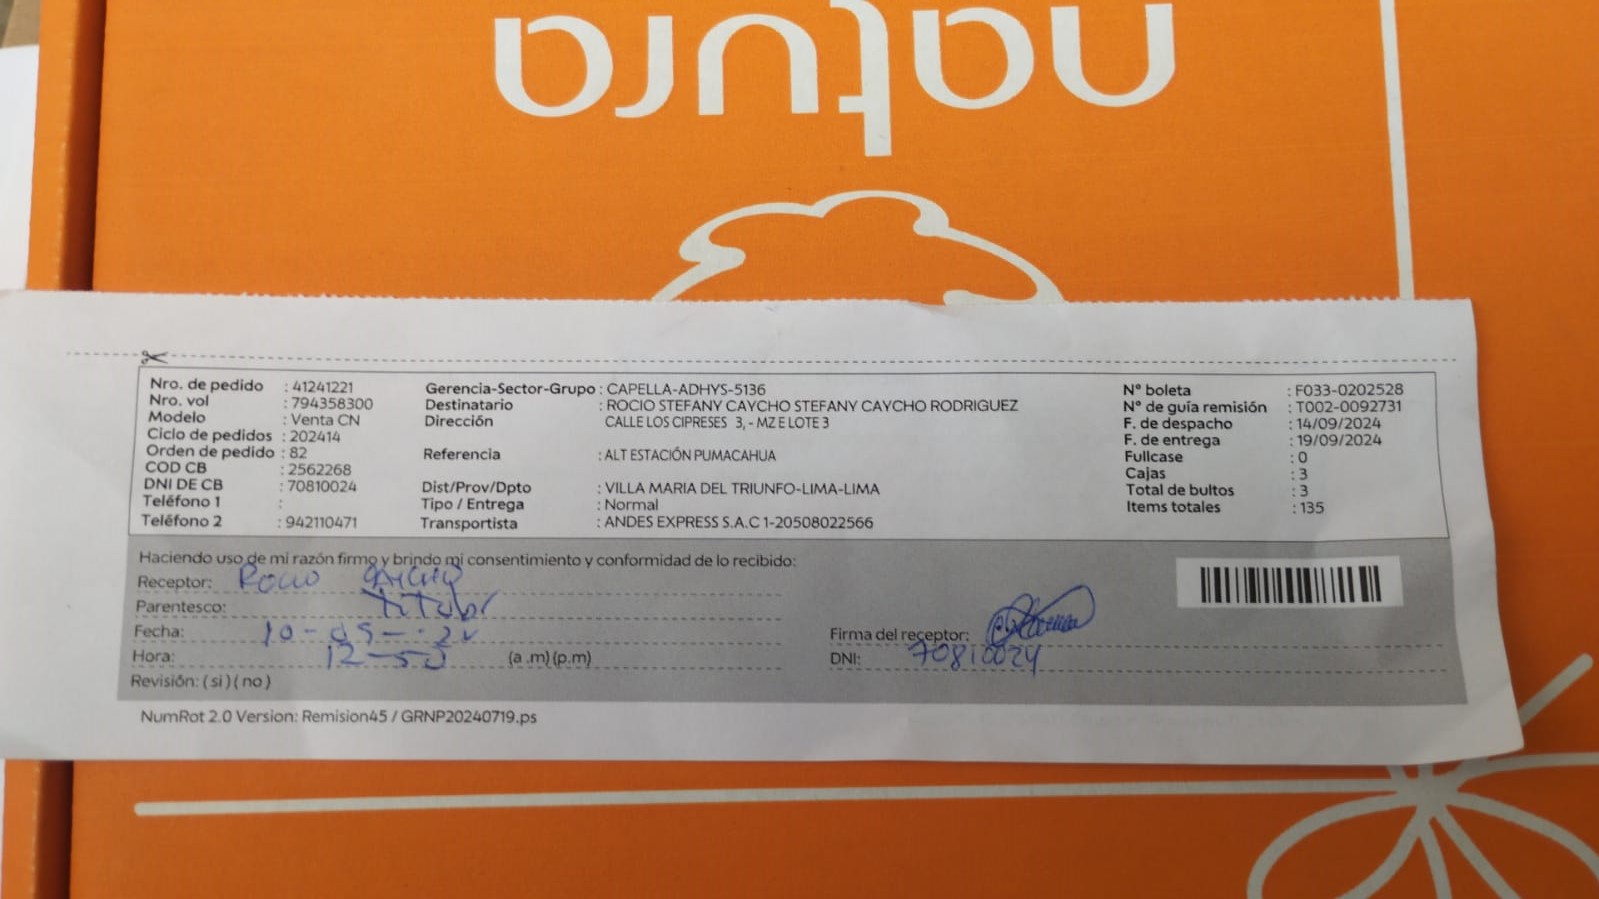 natura
Nro. de pedido : 41241221
Nro. vol : 794358300
Modelo : Venta CN
Ciclo de pedidos : 202414
Orden de pedido : 82
COD CB : 2562268
DNI DE CB : 70810024
Teléfono 1 :
Teléfono 2 : 942110471
Gerencia-Sector-Grupo : CAPELLA-ADHYS-5136
Destinatario : ROCIO STEFANY CAYCHO STEFANY CAYCHO RODRIGUEZ
Dirección CALLE LOS CIPRESES 3, - MZ E LOTE 3
Referencia : ALT ESTACIÓN PUMACAHUA
Dist/Prov/Dpto : VILLA MARIA DEL TRIUNFO-LIMA-LIMA
Tipo / Entrega : Normal
Transportista : ANDES EXPRESS S.A.C 1-20508022566
N° boleta : F033-0202528
N° de guía remisión : T002-0092731
F. de despacho : 14/09/2024
F. de entrega : 19/09/2024
Fullcase : 0
Cajas : 3
Total de bultos : 3
Items totales : 135
Haciendo uso de mi razón firmo y brindo mi consentimiento y conformidad de lo recibido:
Receptor: Rocio Caycho
Parentesco: titular
Fecha:
Hora: 12-50 (a .m) (p.m)
Revisión: ( si ) ( no )
Firma del receptor:
DNI: 70810024
NumRot 2.0 Version: Remision45 / GRNP20240719.ps